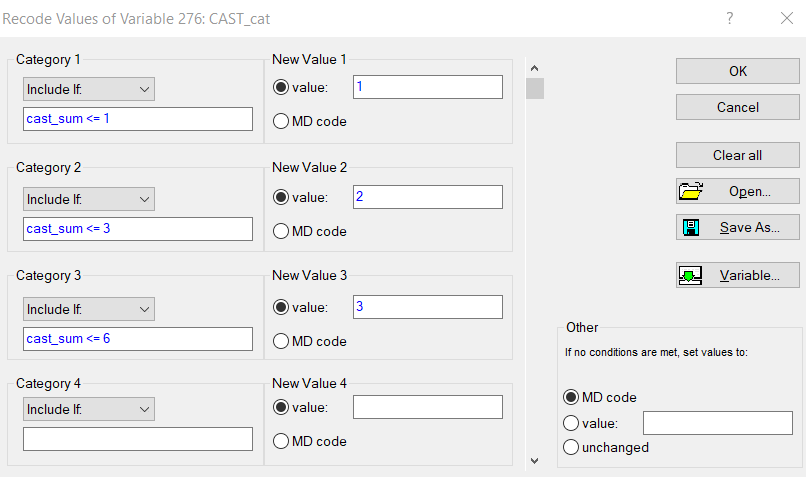 Recode Values of Variable 276: CAST_cat ?
Category 1
Include If:
cast_sum <= 1
New Value 1
value: 1
MD code
Category 2
Include If:
cast_sum <= 3
New Value 2
value: 2
MD code
Category 3
Include If:
cast_sum <= 6
New Value 3
value: 3
MD code
Category 4
Include If:
New Value 4
value:
MD code
OK
Cancel
Clear all
Open...
Save As...
Variable...
Other
If no conditions are met, set values to:
MD code
value:
unchanged